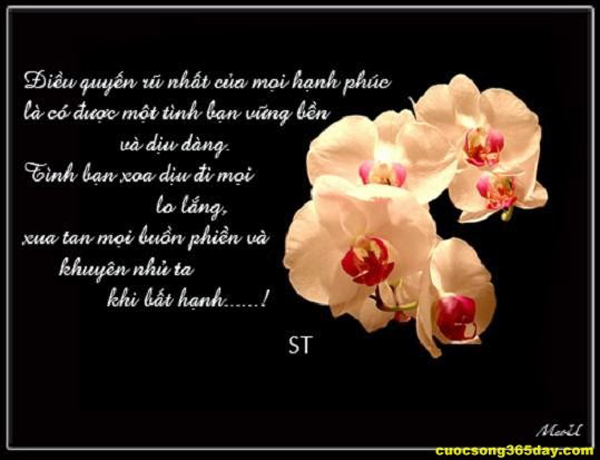 Điều quyến rũ nhất của mọi hạnh phúc
là có được một tình bạn vững bền
và dịu dàng.
Tình bạn xoa dịu đi mọi
lo lắng,
xua tan mọi buồn phiền và
khuyên nhủ ta
khi bất hạnh......!
ST
cuocsong365day.com